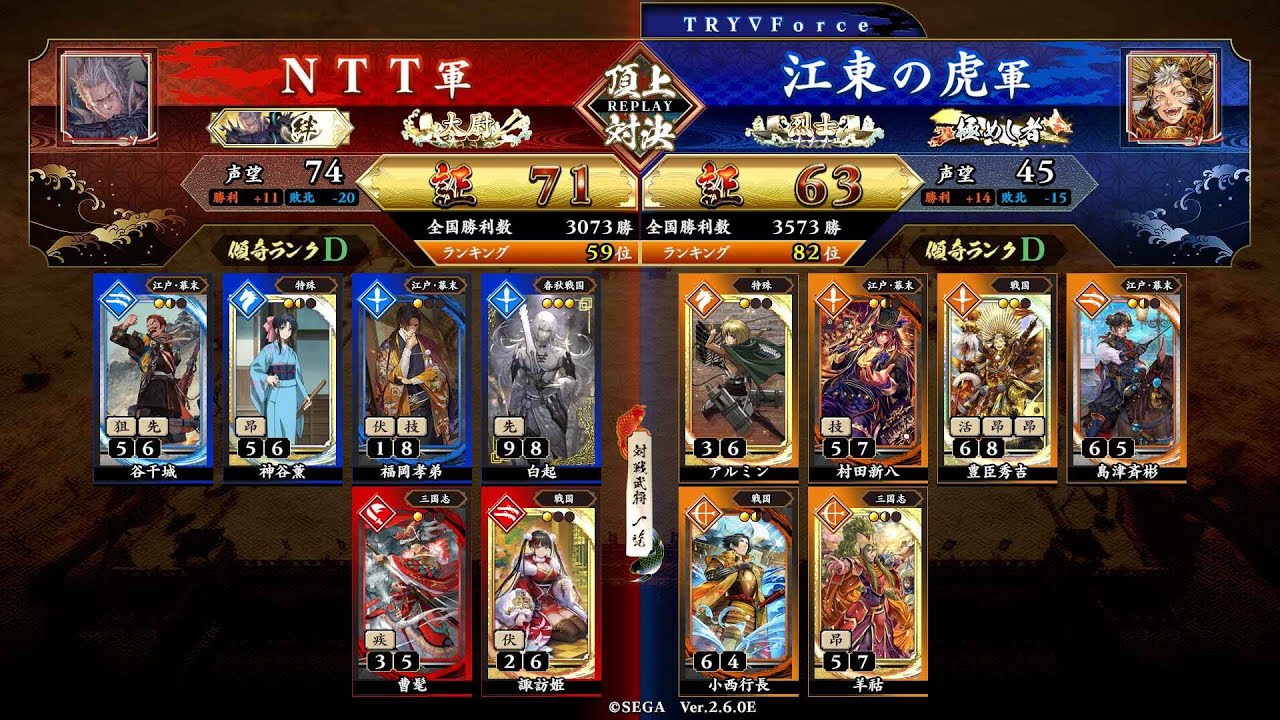 TRY∇Force
NTT軍
頂上
REPLAY
対決
江東の虎軍
絆
太尉
烈士
極めし者
声望 74
勝利 +11 敗北 -20
証 71
証 63
声望 45
勝利 +14 敗北 -15
全国勝利数 3073勝
全国勝利数 3573勝
傾奇ランクD
ランキング 59位
ランキング 82位
傾奇ランクD
江戸・幕末
特殊
江戸・幕末
春秋戦国
特殊
江戸・幕末
戦国
江戸・幕末
狙 先
昂
伏 技
先
技
活 昂 昂
5 6
5 6
1 8
9 8
3 6
5 7
6 8
6 5
谷干城
神谷薫
福岡孝弟
白起
アルミン
村田新八
豊臣秀吉
島津斉彬
対戦武将一覧
三国志
戦国
戦国
三国志
疾
伏
昂
3 5
2 6
6 4
5 7
曹髦
諏訪姫
小西行長
羊祜
©SEGA Ver.2.6.0E